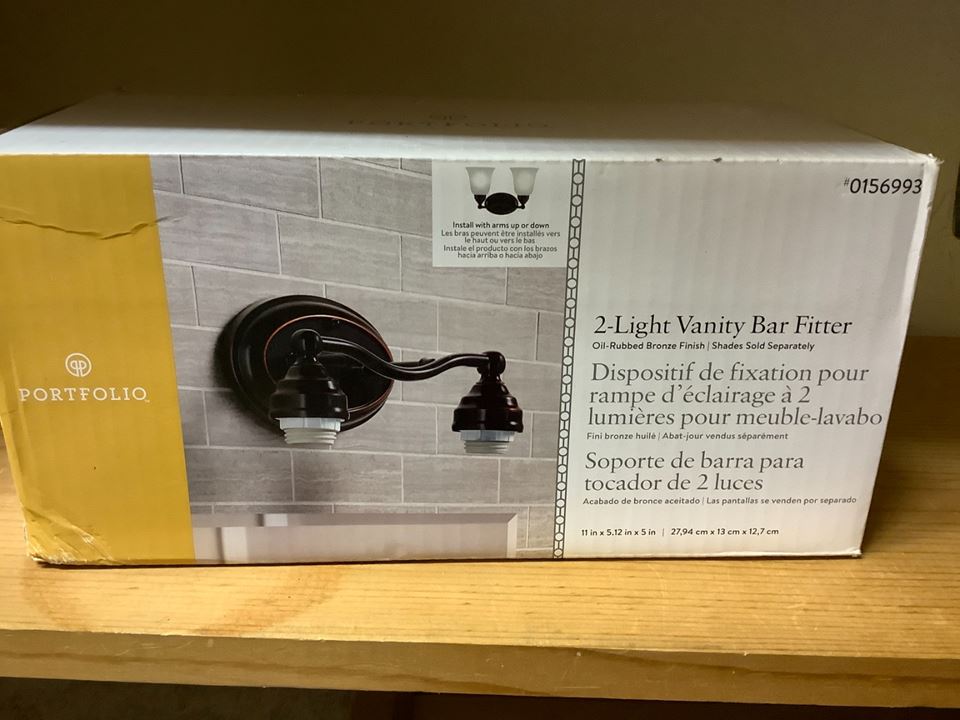 PORTFOLIO
PORTFOLIO
Install with arms up or down
Les bras peuvent être installés vers
le haut ou vers le bas
Instale el producto con los brazos
hacia arriba o hacia abajo
#0156993
2-Light Vanity Bar Fitter
Oil-Rubbed Bronze Finish | Shades Sold Separately
Dispositif de fixation pour
rampe d'éclairage à 2
lumières pour meuble-lavabo
Fini bronze huilé | Abat-jour vendus séparément
Soporte de barra para
tocador de 2 luces
Acabado de bronce aceitado | Las pantallas se venden por separado
11 in x 5.12 in x 5 in | 27,94 cm x 13 cm x 12,7 cm